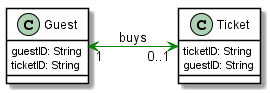 C Guest
guestID: String
ticketID: String
buys
1
0..1
C Ticket
ticketID: String
guestID: String